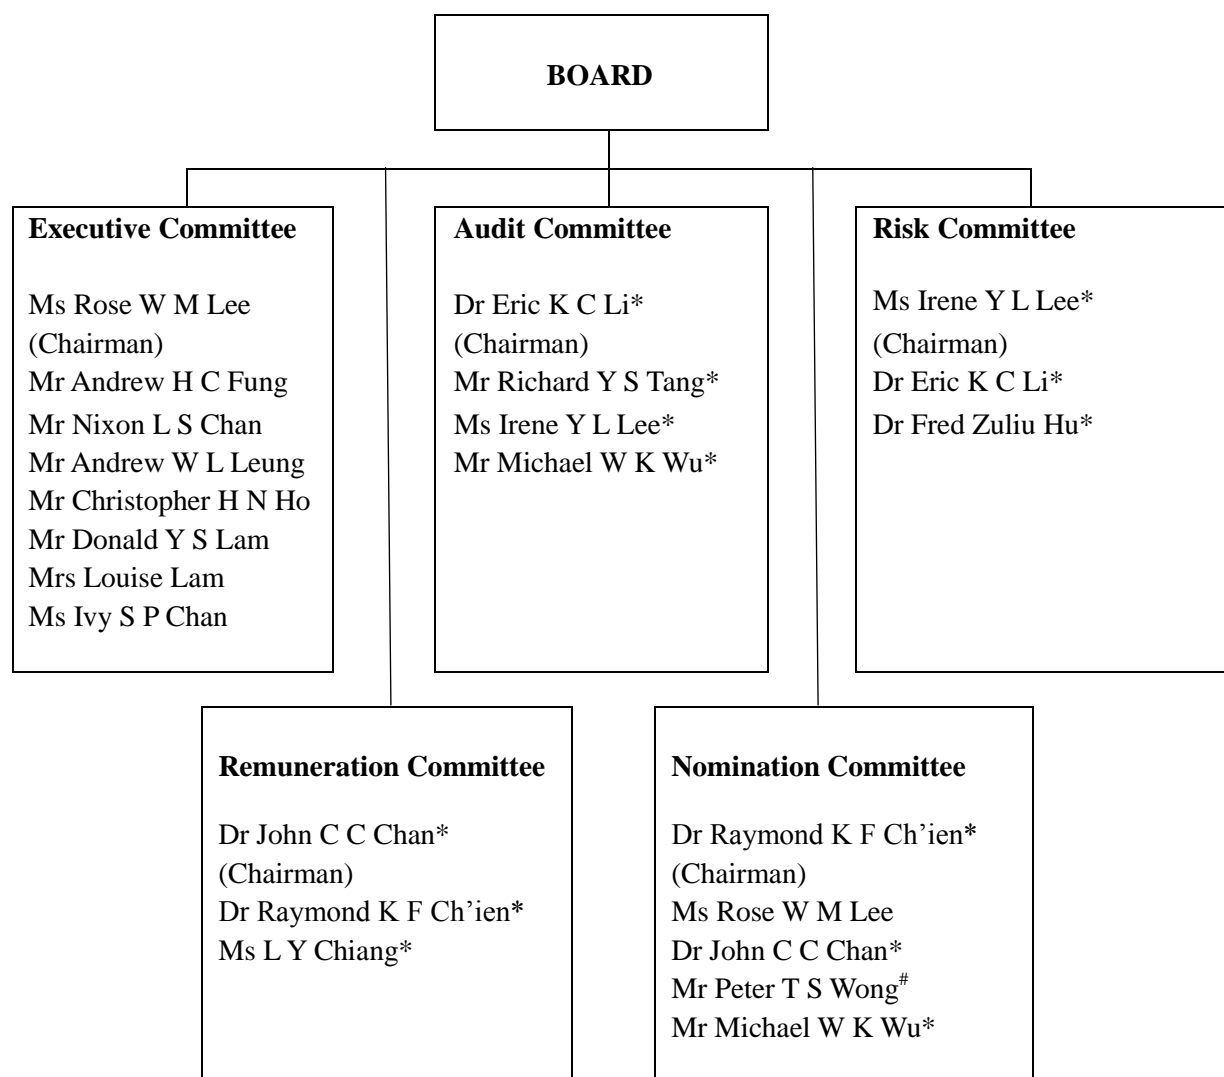 BOARD
Executive Committee
Ms Rose W M Lee
(Chairman)
Mr Andrew H C Fung
Mr Nixon L S Chan
Mr Andrew W L Leung
Mr Christopher H N Ho
Mr Donald Y S Lam
Mrs Louise Lam
Ms Ivy S P Chan
Audit Committee
Dr Eric K C Li*
(Chairman)
Mr Richard Y S Tang*
Ms Irene Y L Lee*
Mr Michael W K Wu*
Risk Committee
Ms Irene Y L Lee*
(Chairman)
Dr Eric K C Li*
Dr Fred Zuliu Hu*
Remuneration Committee
Dr John C C Chan*
(Chairman)
Dr Raymond K F Ch’ien*
Ms L Y Chiang*
Nomination Committee
Dr Raymond K F Ch’ien*
(Chairman)
Ms Rose W M Lee
Dr John C C Chan*
Mr Peter T S Wong#
Mr Michael W K Wu*